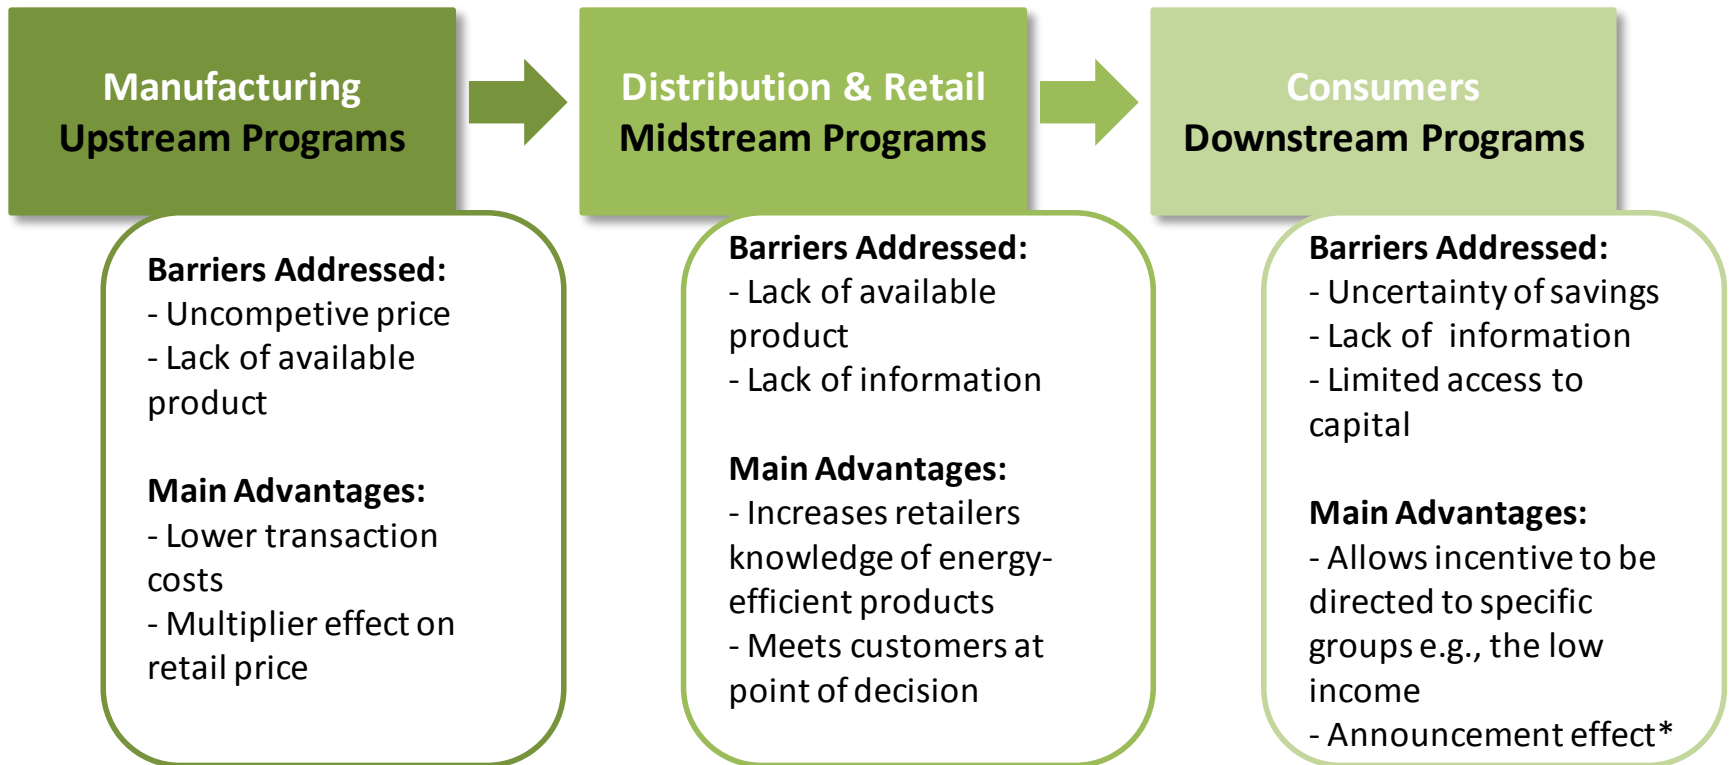 Manufacturing
Upstream Programs
Distribution & Retail
Midstream Programs
Consumers
Downstream Programs
Barriers Addressed:
- Uncompetive price
- Lack of available
product
Main Advantages:
- Lower transaction
costs
- Multiplier effect on
retail price
Barriers Addressed:
- Lack of available
product
- Lack of information
Main Advantages:
- Increases retailers
knowledge of energy-
efficient products
- Meets customers at
point of decision
Barriers Addressed:
- Uncertainty of savings
- Lack of information
- Limited access to
capital
Main Advantages:
- Allows incentive to be
directed to specific
groups e.g., the low
income
- Announcement effect*